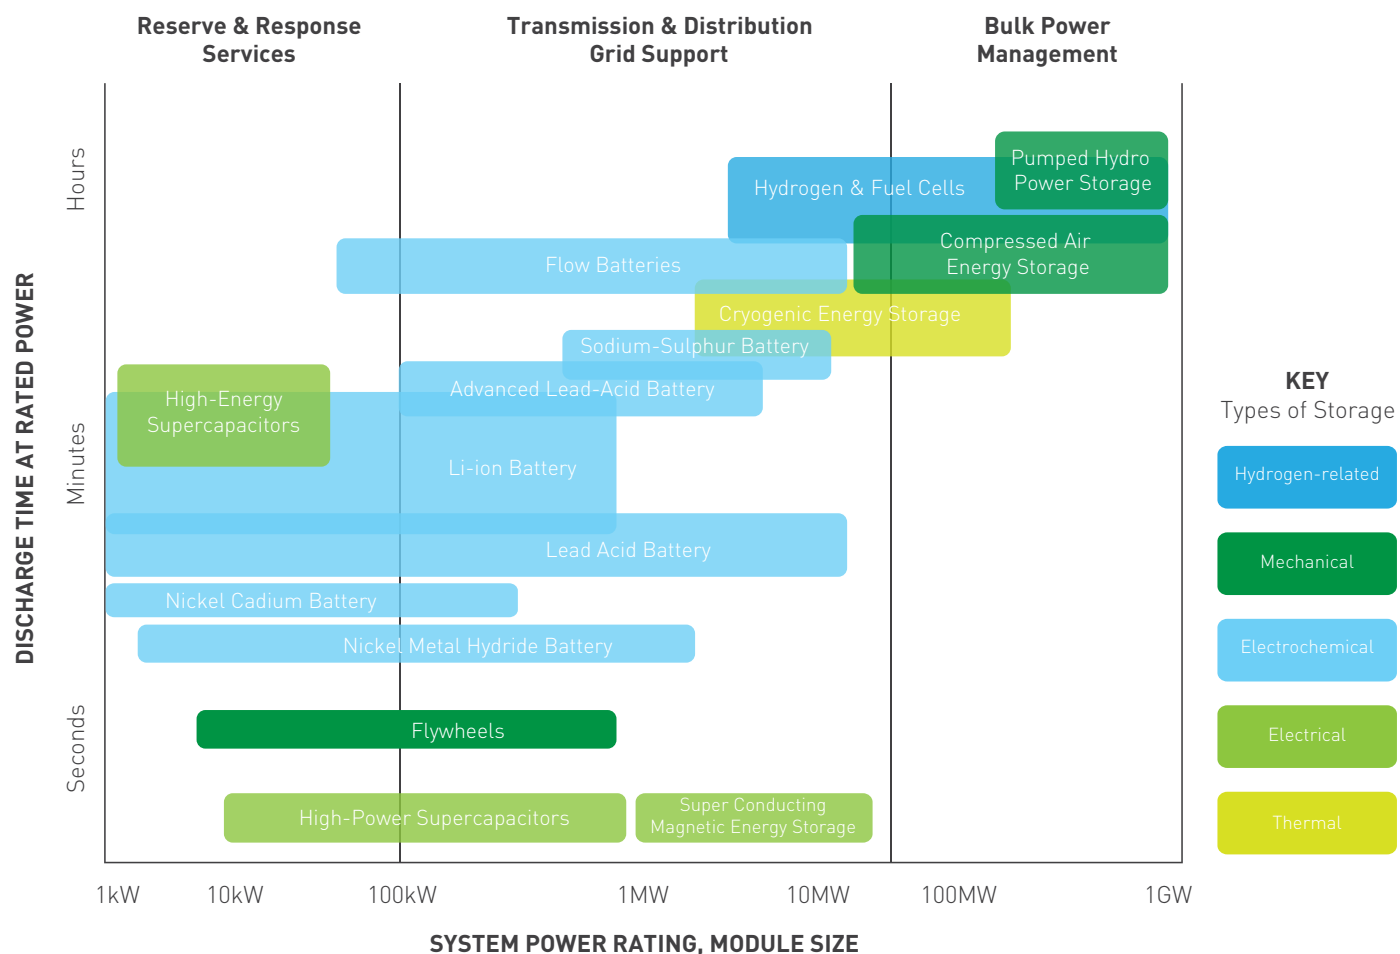 Reserve & Response
Services
Transmission & Distribution
Grid Support
Bulk Power
Management
DISCHARGE TIME AT RATED POWER
Hours
Minutes
Seconds
Pumped Hydro
Power Storage
Hydrogen & Fuel Cells
Compressed Air
Energy Storage
Flow Batteries
Cryogenic Energy Storage
Sodium-Sulphur Battery
Advanced Lead-Acid Battery
High-Energy
Supercapacitors
Li-ion Battery
Lead Acid Battery
Nickel Cadium Battery
Nickel Metal Hydride Battery
Flywheels
High-Power Supercapacitors
Super Conducting
Magnetic Energy Storage
1kW
10kW
100kW
1MW
10MW
100MW
1GW
SYSTEM POWER RATING, MODULE SIZE
KEY
Types of Storage
Hydrogen-related
Mechanical
Electrochemical
Electrical
Thermal